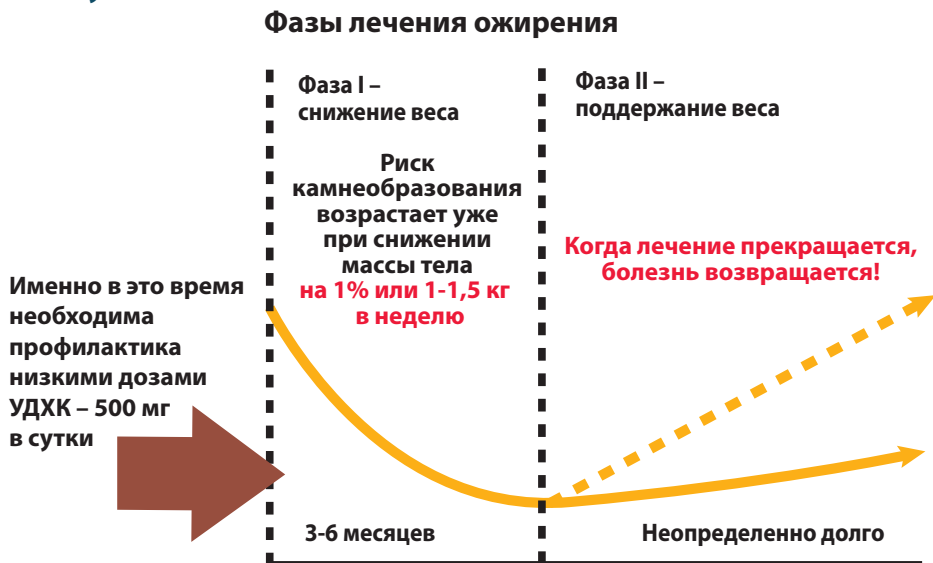 Фазы лечения ожирения
Фаза I –
снижение веса
Фаза II –
поддержание веса
Риск
камнеобразования
возрастает уже
при снижении
массы тела
на 1% или 1-1,5 кг
в неделю
Когда лечение прекращается,
болезнь возвращается!
Именно в это время
необходима
профилактика
низкими дозами
УДХК – 500 мг
в сутки
3-6 месяцев
Неопределенно долго